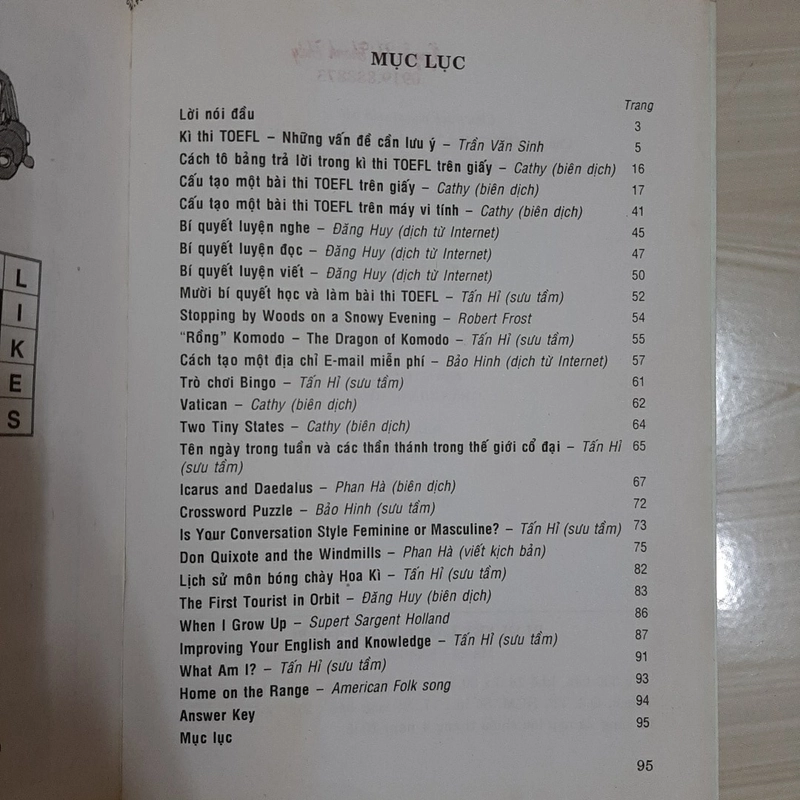 L
I
K
E
S
MỤC LỤC
Trang
Lời nói đầu 3
Kì thi TOEFL – Những vấn đề cần lưu ý – Trần Văn Sinh 5
Cách tô bảng trả lời trong kì thi TOEFL trên giấy – Cathy (biên dịch) 16
Cấu tạo một bài thi TOEFL trên giấy – Cathy (biên dịch) 17
Cấu tạo một bài thi TOEFL trên máy vi tính – Cathy (biên dịch) 41
Bí quyết luyện nghe – Đăng Huy (dịch từ Internet) 45
Bí quyết luyện đọc – Đăng Huy (dịch từ Internet) 47
Bí quyết luyện viết – Đăng Huy (dịch từ Internet) 50
Mười bí quyết học và làm bài thi TOEFL – Tấn Hỉ (sưu tầm) 52
Stopping by Woods on a Snowy Evening – Robert Frost 54
“Rồng” Komodo – The Dragon of Komodo – Tấn Hỉ (sưu tầm) 55
Cách tạo một địa chỉ E-mail miễn phí – Bảo Hinh (dịch từ Internet) 57
Trò chơi Bingo – Tấn Hỉ (sưu tầm) 61
Vatican – Cathy (biên dịch) 62
Two Tiny States – Cathy (biên dịch) 64
Tên ngày trong tuần và các thần thánh trong thế giới cổ đại – Tấn Hỉ 65
(sưu tầm)
Icarus and Daedalus – Phan Hà (biên dịch) 67
Crossword Puzzle – Bảo Hinh (sưu tầm) 72
Is Your Conversation Style Feminine or Masculine? – Tấn Hỉ (sưu tầm) 73
Don Quixote and the Windmills – Phan Hà (viết kịch bản) 75
Lịch sử môn bóng chày Hoa Kì – Tấn Hỉ (sưu tầm) 82
The First Tourist in Orbit – Đăng Huy (biên dịch) 83
When I Grow Up – Supert Sargent Holland 86
Improving Your English and Knowledge – Tấn Hỉ (sưu tầm) 87
What Am I? – Tấn Hỉ (sưu tầm) 91
Home on the Range – American Folk song 93
Answer Key 94
Mục lục 95
95